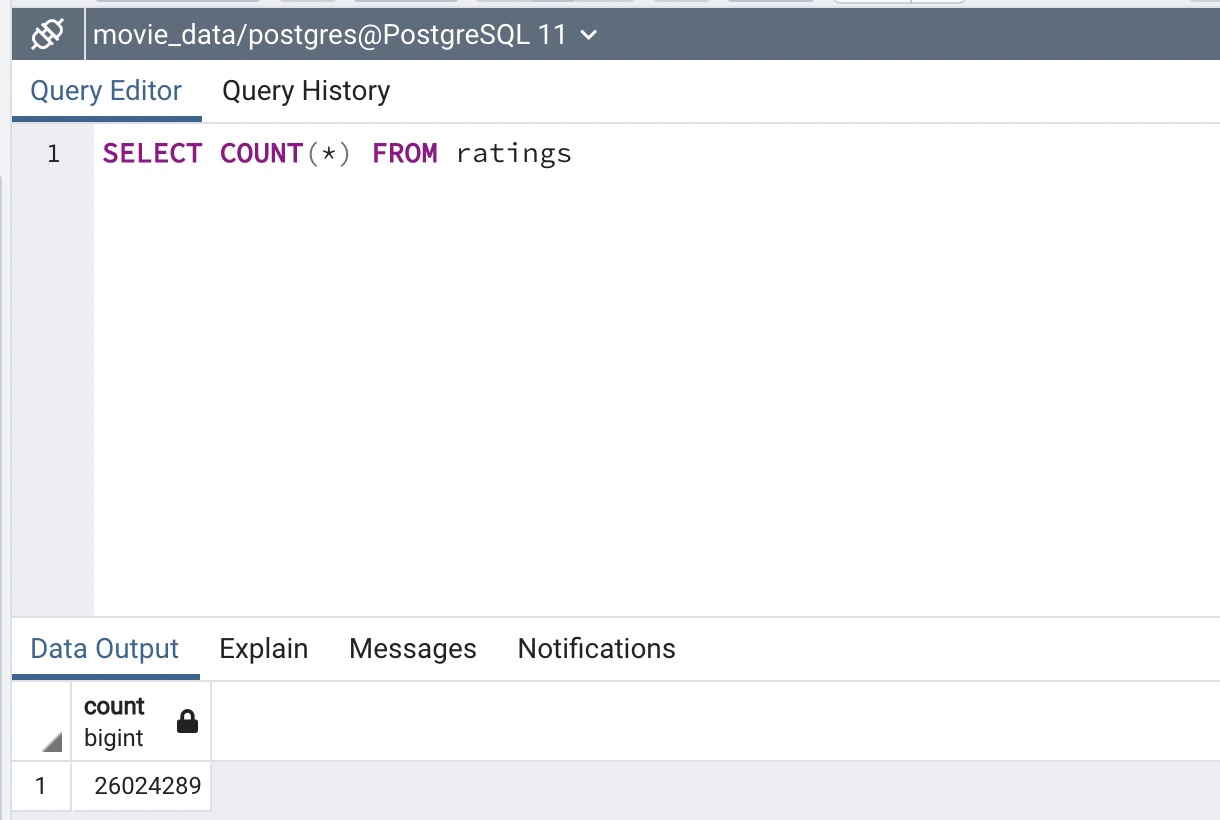 movie_data/postgres@PostgreSQL 11
Query Editor Query History
1 SELECT COUNT(*) FROM ratings
Data Output Explain Messages Notifications
count
bigint
1 26024289